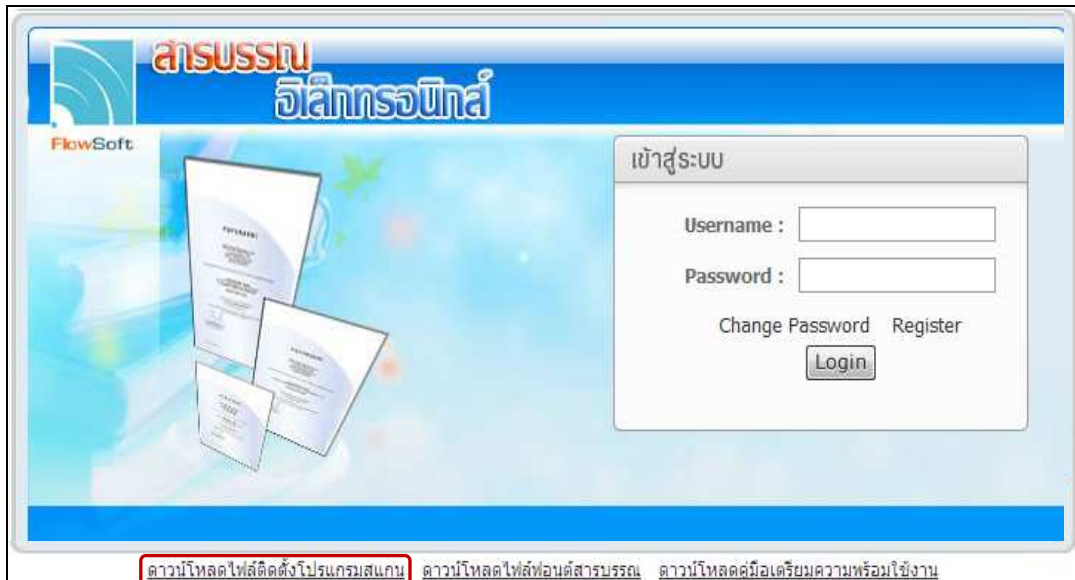 สารบรรณ
อิเล็กทรอนิกส์
FlowSoft
เข้าสู่ระบบ
Username :
Password :
Change Password Register
Login
ดาวน์โหลดไฟล์ติดตั้งโปรแกรมสแกน ดาวน์โหลดไฟล์ฟอนต์สารบรรณ ดาวน์โหลดคู่มือเตรียมความพร้อมใช้งาน